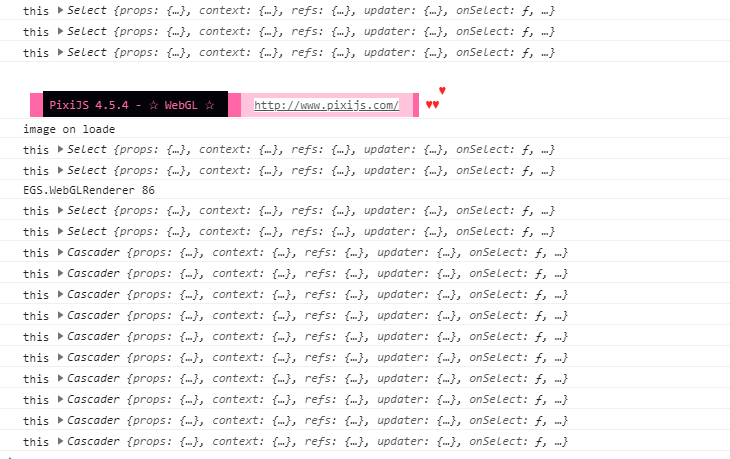 this ▶Select {props: {…}, context: {…}, refs: {…}, updater: {…}, onSelect: ƒ, …}
this ▶Select {props: {…}, context: {…}, refs: {…}, updater: {…}, onSelect: ƒ, …}
this ▶Select {props: {…}, context: {…}, refs: {…}, updater: {…}, onSelect: ƒ, …}
PixiJS 4.5.4 - ☆ WebGL ☆ http://www.pixijs.com/ ♥♥♥
image on loade
this ▶Select {props: {…}, context: {…}, refs: {…}, updater: {…}, onSelect: ƒ, …}
this ▶Select {props: {…}, context: {…}, refs: {…}, updater: {…}, onSelect: ƒ, …}
EGS.WebGLRenderer 86
this ▶Select {props: {…}, context: {…}, refs: {…}, updater: {…}, onSelect: ƒ, …}
this ▶Select {props: {…}, context: {…}, refs: {…}, updater: {…}, onSelect: ƒ, …}
this ▶Cascader {props: {…}, context: {…}, refs: {…}, updater: {…}, onSelect: ƒ, …}
this ▶Cascader {props: {…}, context: {…}, refs: {…}, updater: {…}, onSelect: ƒ, …}
this ▶Cascader {props: {…}, context: {…}, refs: {…}, updater: {…}, onSelect: ƒ, …}
this ▶Cascader {props: {…}, context: {…}, refs: {…}, updater: {…}, onSelect: ƒ, …}
this ▶Cascader {props: {…}, context: {…}, refs: {…}, updater: {…}, onSelect: ƒ, …}
this ▶Cascader {props: {…}, context: {…}, refs: {…}, updater: {…}, onSelect: ƒ, …}
this ▶Cascader {props: {…}, context: {…}, refs: {…}, updater: {…}, onSelect: ƒ, …}
this ▶Cascader {props: {…}, context: {…}, refs: {…}, updater: {…}, onSelect: ƒ, …}
this ▶Cascader {props: {…}, context: {…}, refs: {…}, updater: {…}, onSelect: ƒ, …}
this ▶Cascader {props: {…}, context: {…}, refs: {…}, updater: {…}, onSelect: ƒ, …}